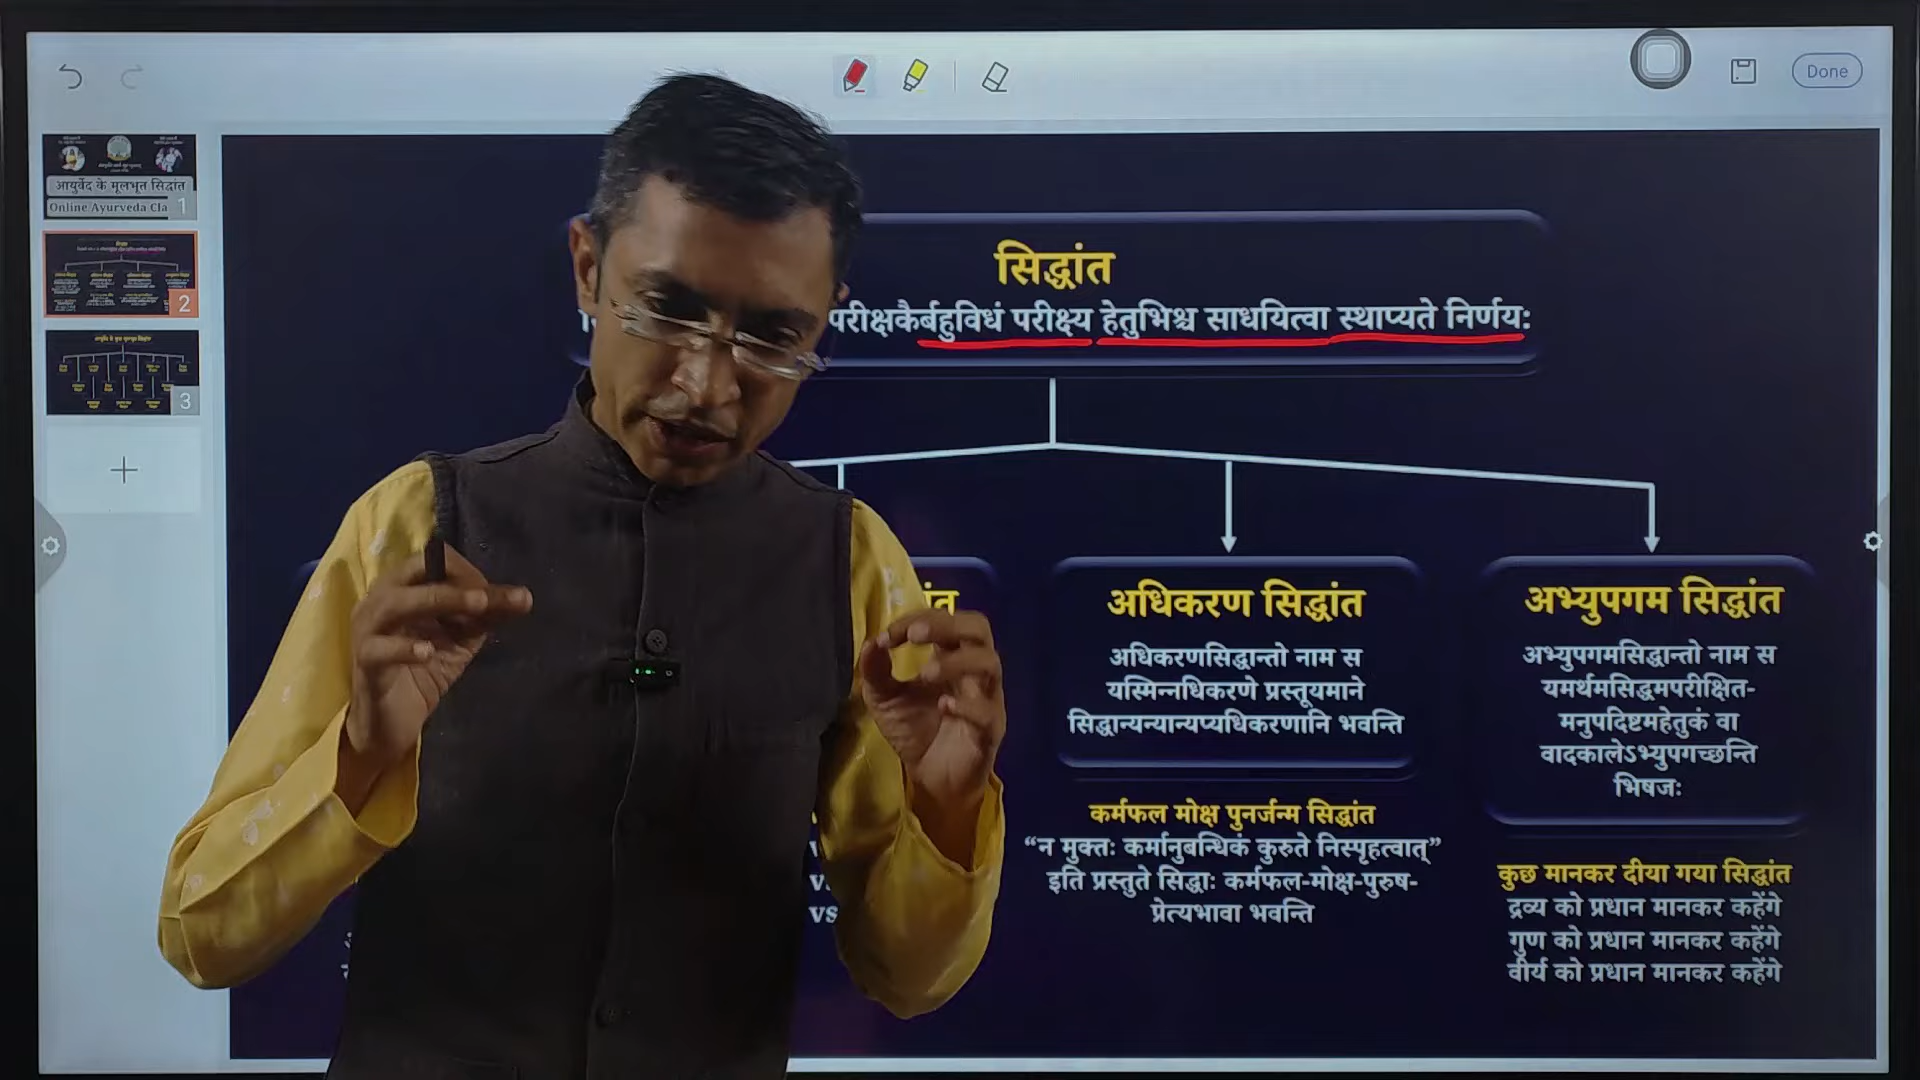 Done
आयुर्वेद के मूलभूत सिद्धांत
Online Ayurveda Cla
1
2
3
सिद्धांत
परीक्षकैर्बहुविधं परीक्ष्य हेतुभिश्च साधयित्वा स्थाप्यते निर्णयः
अधिकरण सिद्धांत
अधिकरणसिद्धान्तो नाम स
यस्मिन्नधिकरणे प्रस्तूयमाने
सिद्धान्यन्यान्यप्यधिकरणानि भवन्ति
कर्मफल मोक्ष पुनर्जन्म सिद्धांत
“न मुक्तः कर्मानुबन्धिकं कुरुते निस्पृहत्वात्”
इति प्रस्तुते सिद्धाः कर्मफल-मोक्ष-पुरुष-
प्रेत्यभावा भवन्ति
अभ्युपगम सिद्धांत
अभ्युपगमसिद्धान्तो नाम स
यमर्थमसिद्धमपरीक्षित-
मनुपदिष्टमहेतुकं वा
वादकालेऽभ्युपगच्छन्ति
भिषजः
कुछ मानकर दीया गया सिद्धांत
द्रव्य को प्रधान मानकर कहेंगे
गुण को प्रधान मानकर कहेंगे
वीर्य को प्रधान मानकर कहेंगे